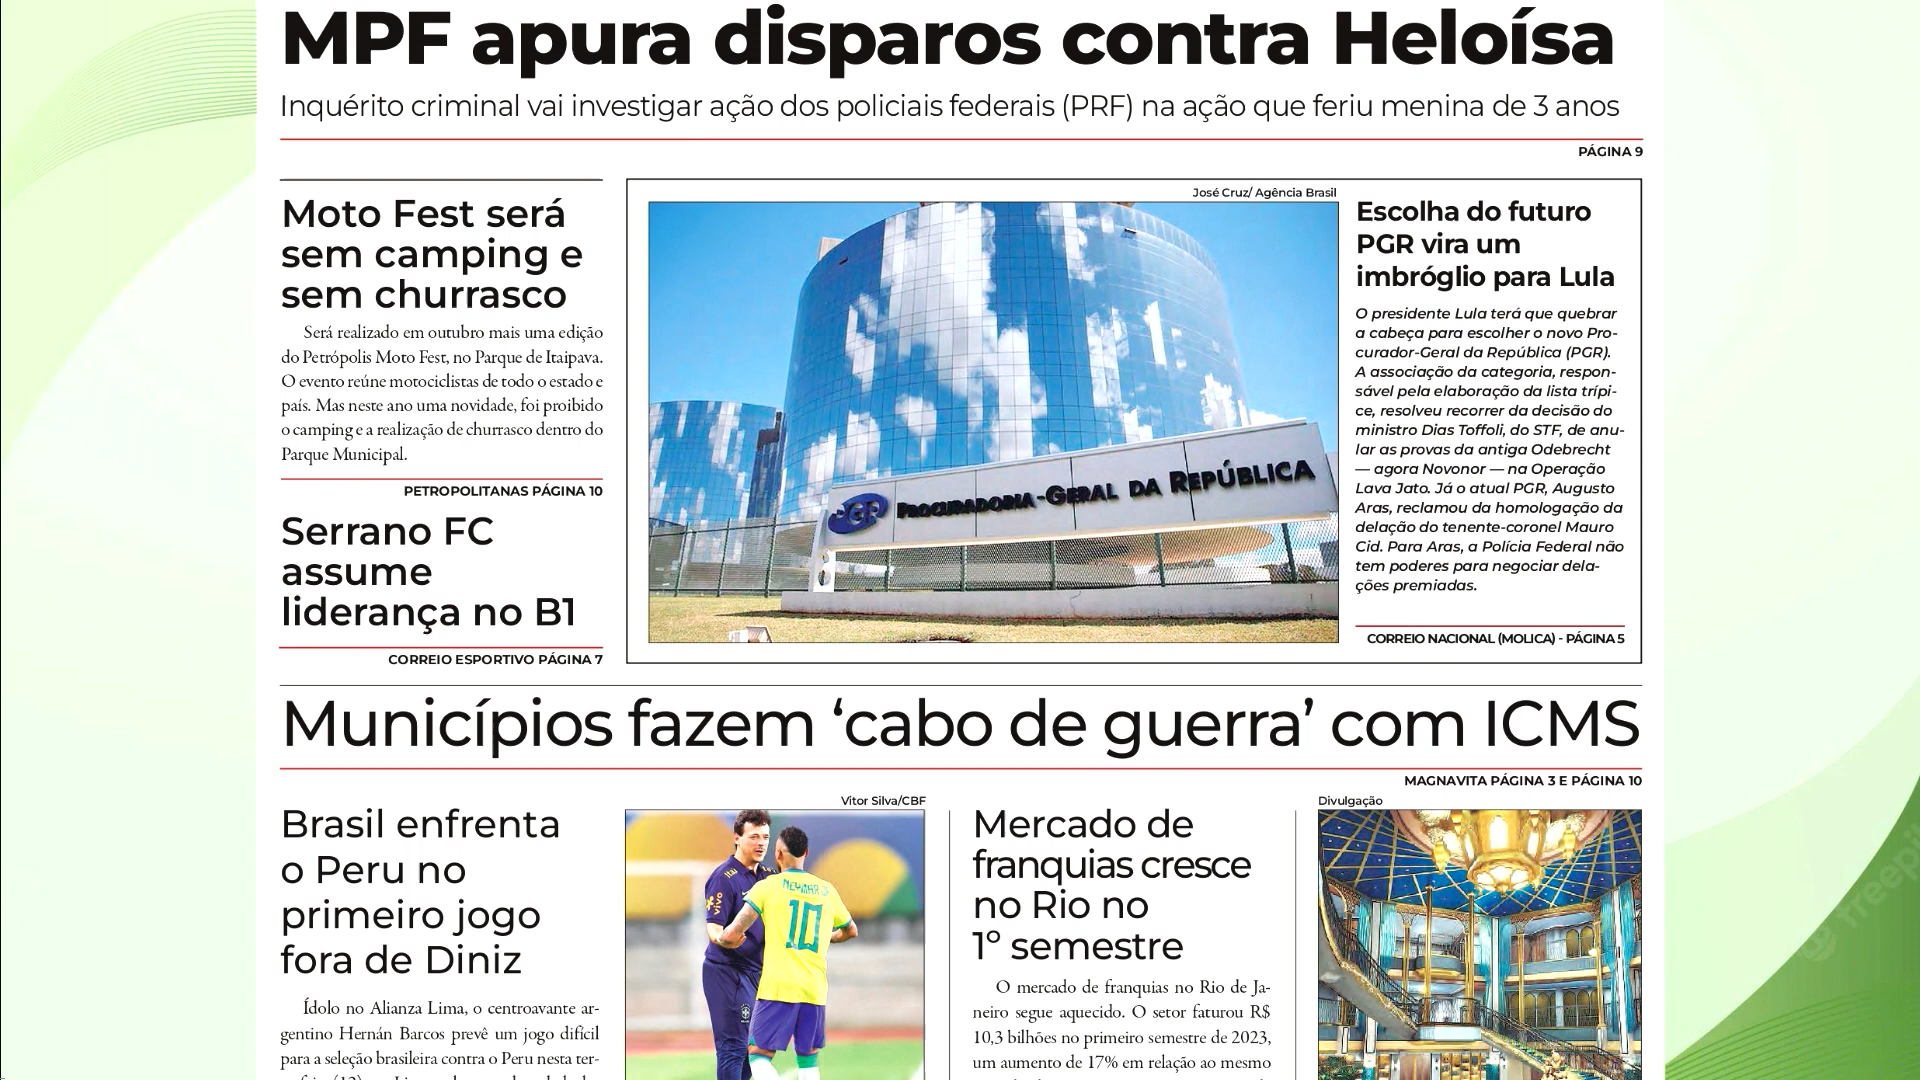 MPF apura disparos contra Heloísa
Inquérito criminal vai investigar ação dos policiais federais (PRF) na ação que feriu menina de 3 anos
PÁGINA 9
Moto Fest será
sem camping e
sem churrasco
Será realizado em outubro mais uma edição
do Petrópolis Moto Fest, no Parque de Itaipava.
O evento reúne motociclistas de todo o estado e
país. Mas neste ano uma novidade, foi proibido
o camping e a realização de churrasco dentro do
Parque Municipal.
PETROPOLITANAS PÁGINA 10
Serrano FC
assume
liderança no B1
CORREIO ESPORTIVO PÁGINA 7
José Cruz/ Agência Brasil
PGR PROCURADORIA-GERAL DA REPÚBLICA
Escolha do futuro
PGR vira um
imbróglio para Lula
O presidente Lula terá que quebrar
a cabeça para escolher o novo Pro-
curador-Geral da República (PGR).
A associação da categoria, respon-
sável pela elaboração da lista trípi-
ce, resolveu recorrer da decisão do
ministro Dias Toffoli, do STF, de anu-
lar as provas da antiga Odebrecht
— agora Novonor — na Operação
Lava Jato. Já o atual PGR, Augusto
Aras, reclamou da homologação da
delação do tenente-coronel Mauro
Cid. Para Aras, a Polícia Federal não
tem poderes para negociar dela-
ções premiadas.
CORREIO NACIONAL (MOLICA) - PÁGINA 5
Municípios fazem ‘cabo de guerra’ com ICMS
MAGNAVITA PÁGINA 3 E PÁGINA 10
Brasil enfrenta
o Peru no
primeiro jogo
fora de Diniz
Ídolo no Alianza Lima, o centroavante ar-
gentino Hernán Barcos prevê um jogo difícil
para a seleção brasileira contra o Peru nesta ter-
Vitor Silva/CBF
vivo
NEYMAR JR
10
Mercado de
franquias cresce
no Rio no
1º semestre
O mercado de franquias no Rio de Ja-
neiro segue aquecido. O setor faturou R$
10,3 bilhões no primeiro semestre de 2023,
um aumento de 17% em relação ao mesmo
Divulgação
freepik